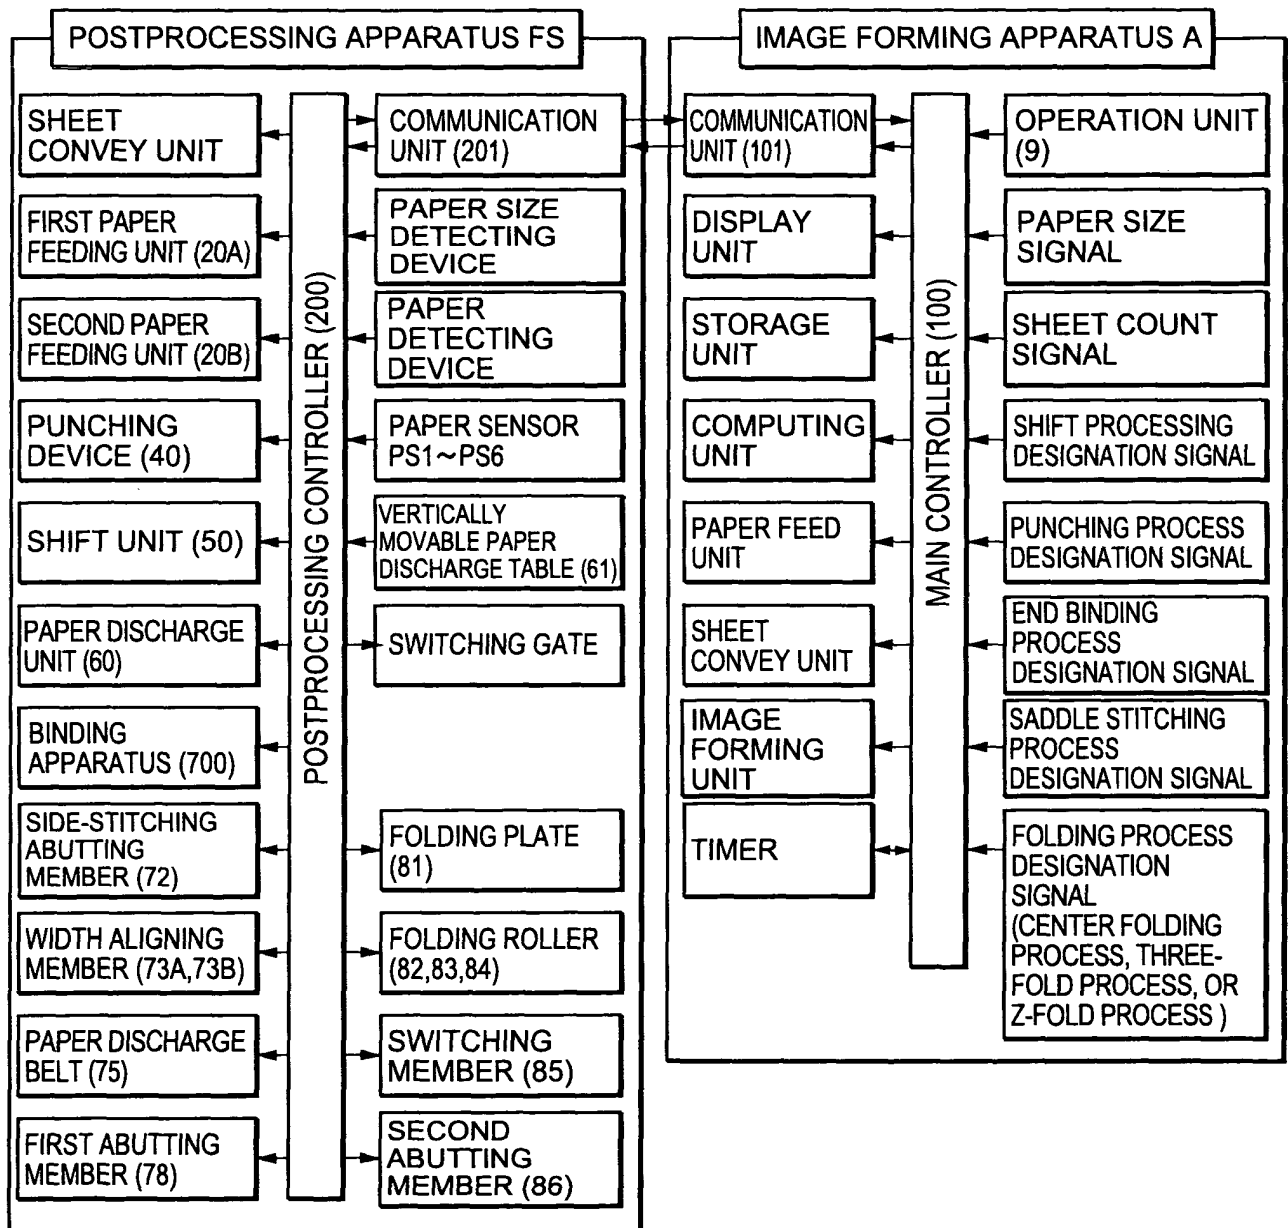 POSTPROCESSING APPARATUS FS
SHEET
CONVEY UNIT
FIRST PAPER
FEEDING UNIT (20A)
SECOND PAPER
FEEDING UNIT (20B)
PUNCHING
DEVICE (40)
SHIFT UNIT (50)
PAPER DISCHARGE
UNIT (60)
BINDING
APPARATUS (700)
SIDE-STITCHING
ABUTTING
MEMBER (72)
WIDTH ALIGNING
MEMBER (73A,73B)
PAPER DISCHARGE
BELT (75)
FIRST ABUTTING
MEMBER (78)
POSTPROCESSING CONTROLLER (200)
COMMUNICATION
UNIT (201)
PAPER SIZE
DETECTING
DEVICE
PAPER
DETECTING
DEVICE
PAPER SENSOR
PS1~PS6
VERTICALLY
MOVABLE PAPER
DISCHARGE TABLE (61)
SWITCHING GATE
FOLDING PLATE
(81)
FOLDING ROLLER
(82,83,84)
SWITCHING
MEMBER (85)
SECOND
ABUTTING
MEMBER (86)
IMAGE FORMING APPARATUS A
COMMUNICATION
UNIT (101)
DISPLAY
UNIT
STORAGE
UNIT
COMPUTING
UNIT
PAPER FEED
UNIT
SHEET
CONVEY UNIT
IMAGE
FORMING
UNIT
TIMER
MAIN CONTROLLER (100)
OPERATION UNIT
(9)
PAPER SIZE
SIGNAL
SHEET COUNT
SIGNAL
SHIFT PROCESSING
DESIGNATION SIGNAL
PUNCHING PROCESS
DESIGNATION SIGNAL
END BINDING
PROCESS
DESIGNATION SIGNAL
SADDLE STITCHING
PROCESS
DESIGNATION SIGNAL
FOLDING PROCESS
DESIGNATION
SIGNAL
(CENTER FOLDING
PROCESS, THREE-
FOLD PROCESS, OR
Z-FOLD PROCESS )